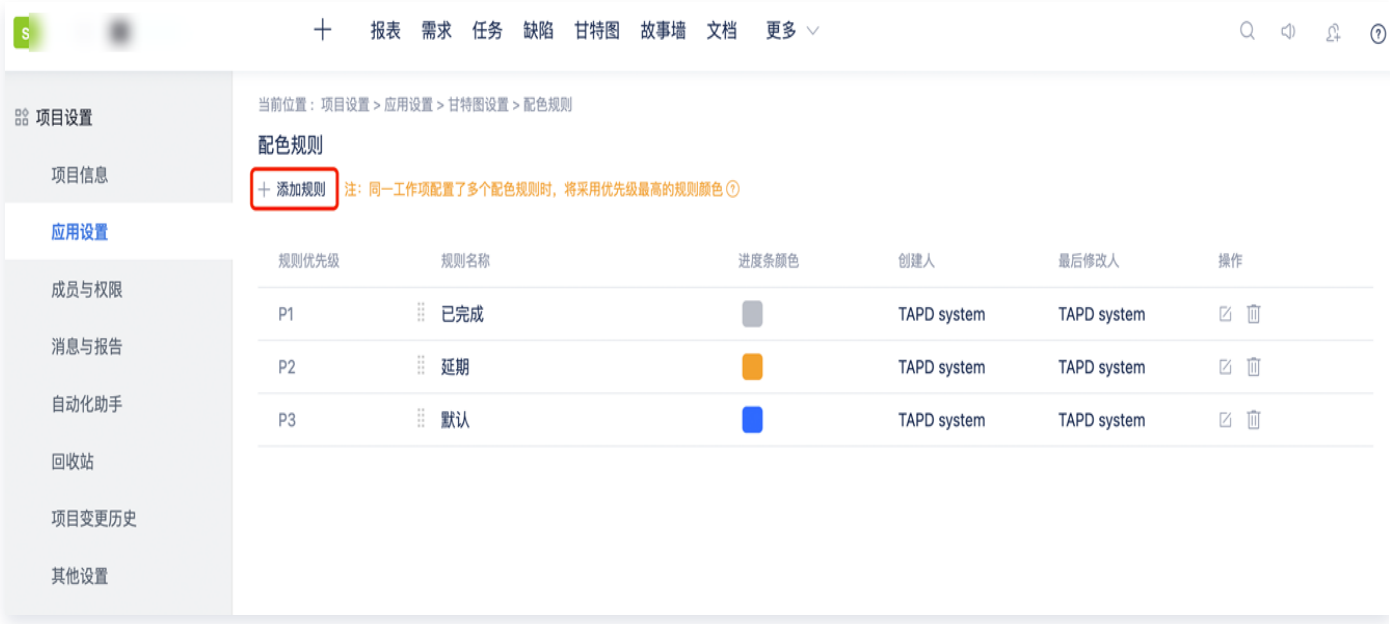 S
报表 需求 任务 缺陷 甘特图 故事墙 文档 更多
项目设置
项目信息
应用设置
成员与权限
消息与报告
自动化助手
回收站
项目变更历史
其他设置
当前位置：项目设置 > 应用设置 > 甘特图设置 > 配色规则
配色规则
添加规则 注：同一工作项配置了多个配色规则时，将采用优先级最高的规则颜色
规则优先级 规则名称 进度条颜色 创建人 最后修改人 操作
P1 已完成 TAPD system TAPD system
P2 延期 TAPD system TAPD system
P3 默认 TAPD system TAPD system